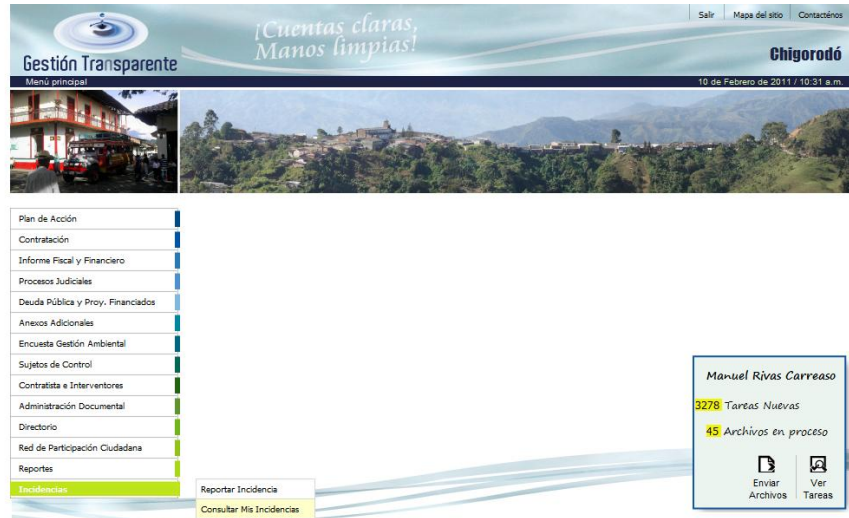 Salir Mapa del sitio Contacténos
¡Cuentas claras,
Manos limpias!
Gestión Transparente
Chigorodó
Menú principal
10 de Febrero de 2011 / 10:31 a.m.
Plan de Acción
Contratación
Informe Fiscal y Financiero
Procesos Judiciales
Deuda Pública y Proy. Financiados
Anexos Adicionales
Encuesta Gestión Ambiental
Sujetos de Control
Contratista e Interventores
Administración Documental
Directorio
Red de Participación Ciudadana
Reportes
Incidencias
Reportar Incidencia
Consultar Mis Incidencias
Manuel Rivas Carreaso
3278 Tareas Nuevas
45 Archivos en proceso
Enviar Archivos
Ver Tareas